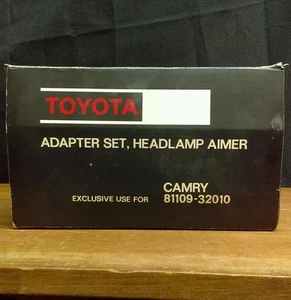 TOYOTA
ADAPTER SET, HEADLAMP AIMER
CAMRY
EXCLUSIVE USE FOR 81109-32010